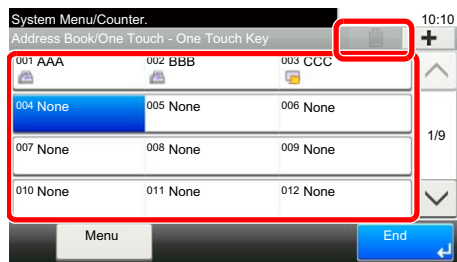 System Menu/Counter. 10:10
Address Book/One Touch - One Touch Key
001 AAA 002 BBB 003 CCC
004 None 005 None 006 None
1/9
007 None 008 None 009 None
010 None 011 None 012 None
Menu End